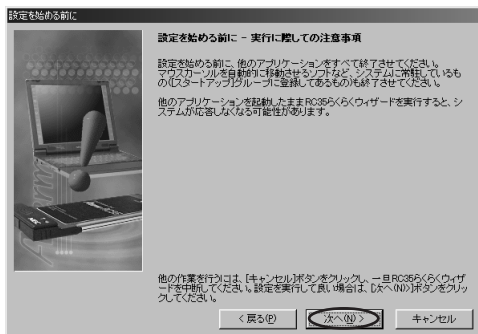 設定を始める前に
設定を始める前に - 実行に際しての注意事項
設定を始める前に、他のアプリケーションをすべて終了させてください。
マウスカーソルを自動的に移動させるソフトなど、システムに常駐しているも
の([スタートアップ]グループに登録してあるもの)も終了させてください。
他のアプリケーションを起動したままRC35らくらくウィザードを実行すると、シ
ステムが応答しなくなる可能性があります。
他の作業を行うには、[キャンセル]ボタンをクリックし、一旦RC35らくらくウィザ
ードを中断してください。設定を実行して良い場合は、[次へ(N)>]ボタンをクリッ
クしてください。
< 戻る(P)
次へ(N) >
キャンセル